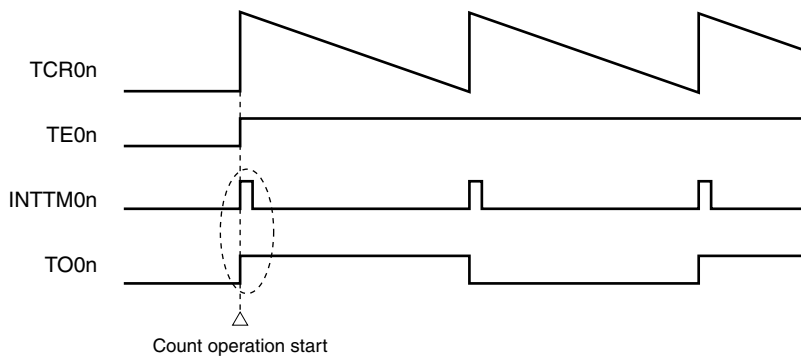 TCR0n
TE0n
INTTM0n
TO0n
Count operation start